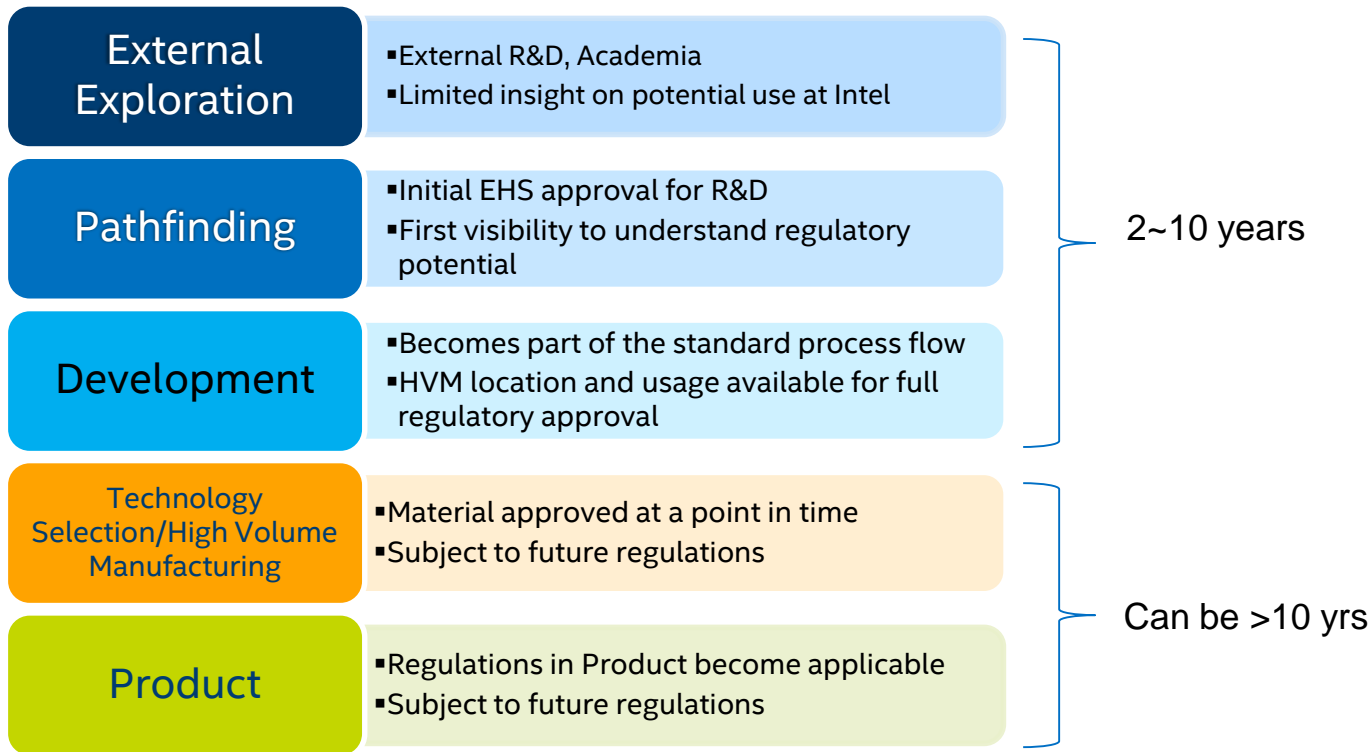 External
Exploration
▪External R&D, Academia
▪Limited insight on potential use at Intel
Pathfinding
▪Initial EHS approval for R&D
▪First visibility to understand regulatory
potential
2~10 years
Development
▪Becomes part of the standard process flow
▪HVM location and usage available for full
regulatory approval
Technology
Selection/High Volume
Manufacturing
▪Material approved at a point in time
▪Subject to future regulations
Can be >10 yrs
Product
▪Regulations in Product become applicable
▪Subject to future regulations